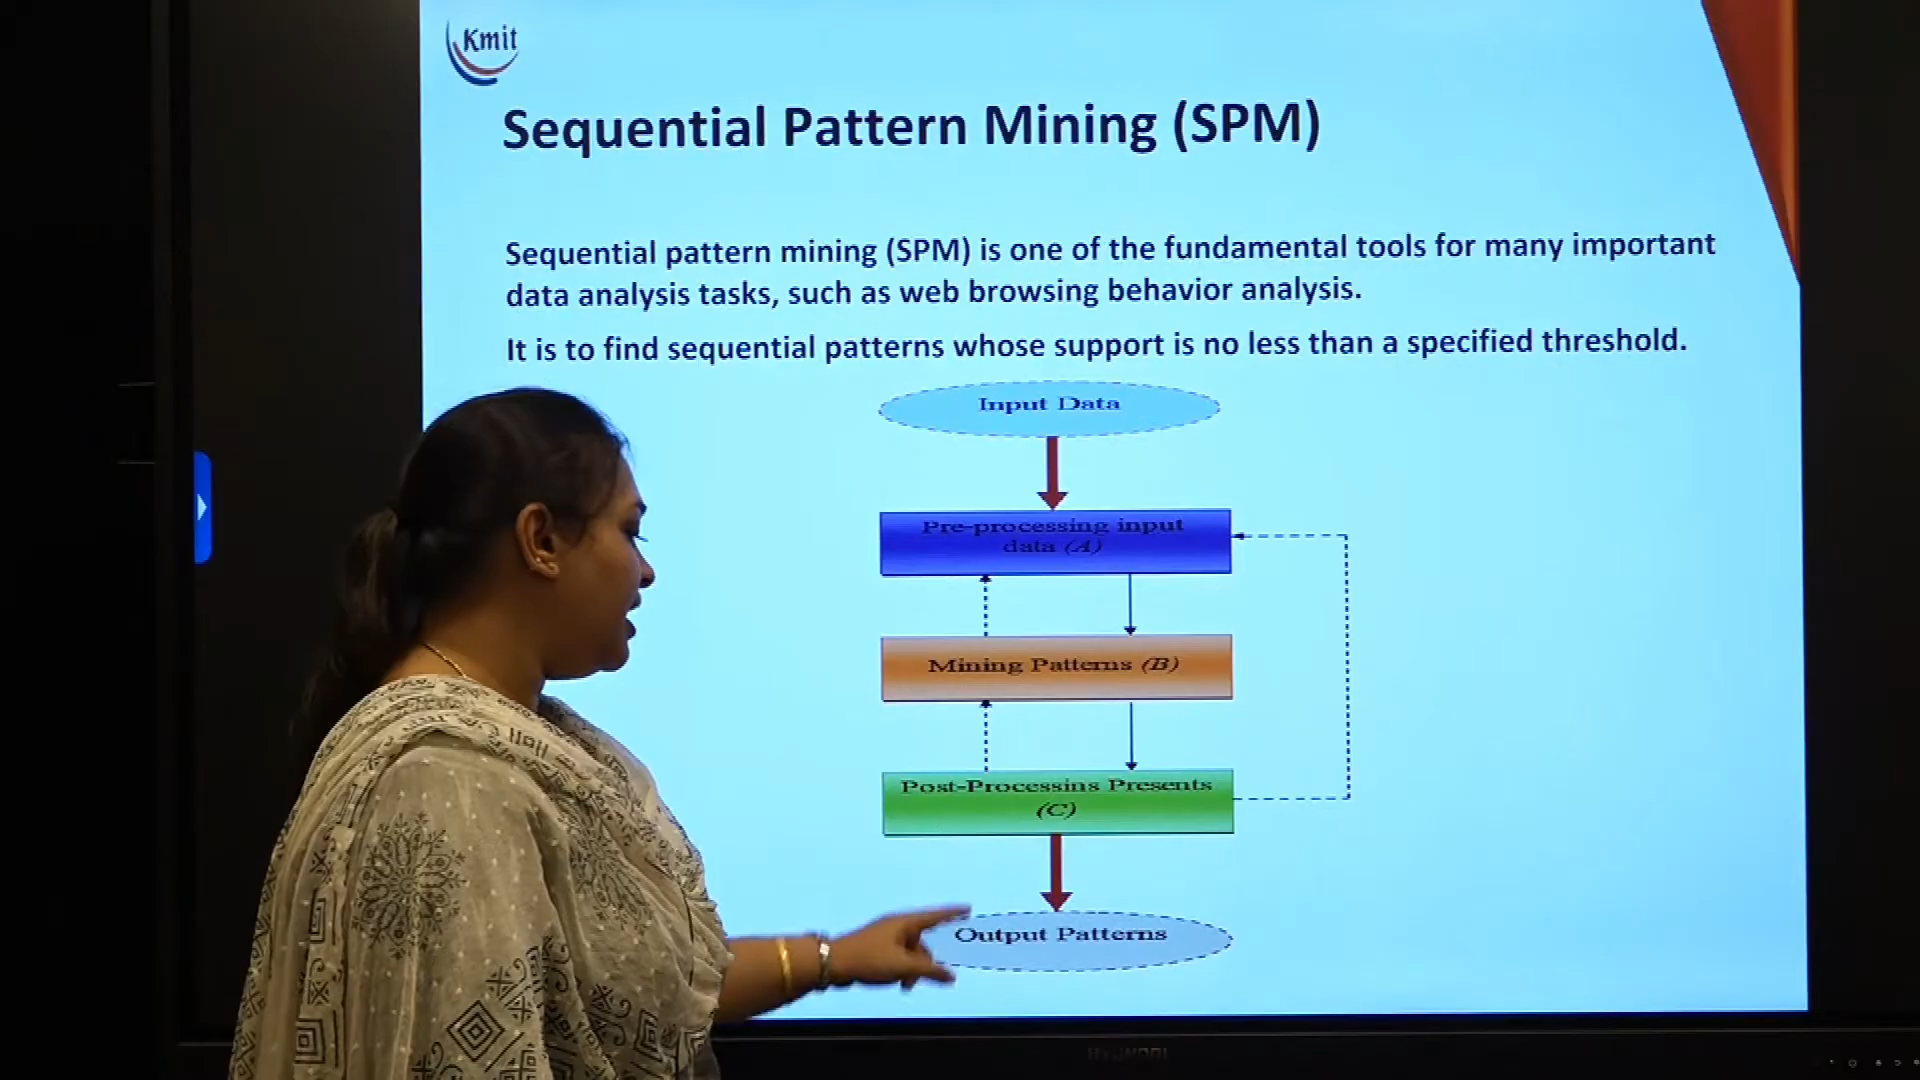 Kmit
Sequential Pattern Mining (SPM)
Sequential pattern mining (SPM) is one of the fundamental tools for many important
data analysis tasks, such as web browsing behavior analysis.
It is to find sequential patterns whose support is no less than a specified threshold.
Input Data
Pre-processing input
data (A)
Mining Patterns (B)
Post-Processins Presents
(C)
Output Patterns
HYUNDAI